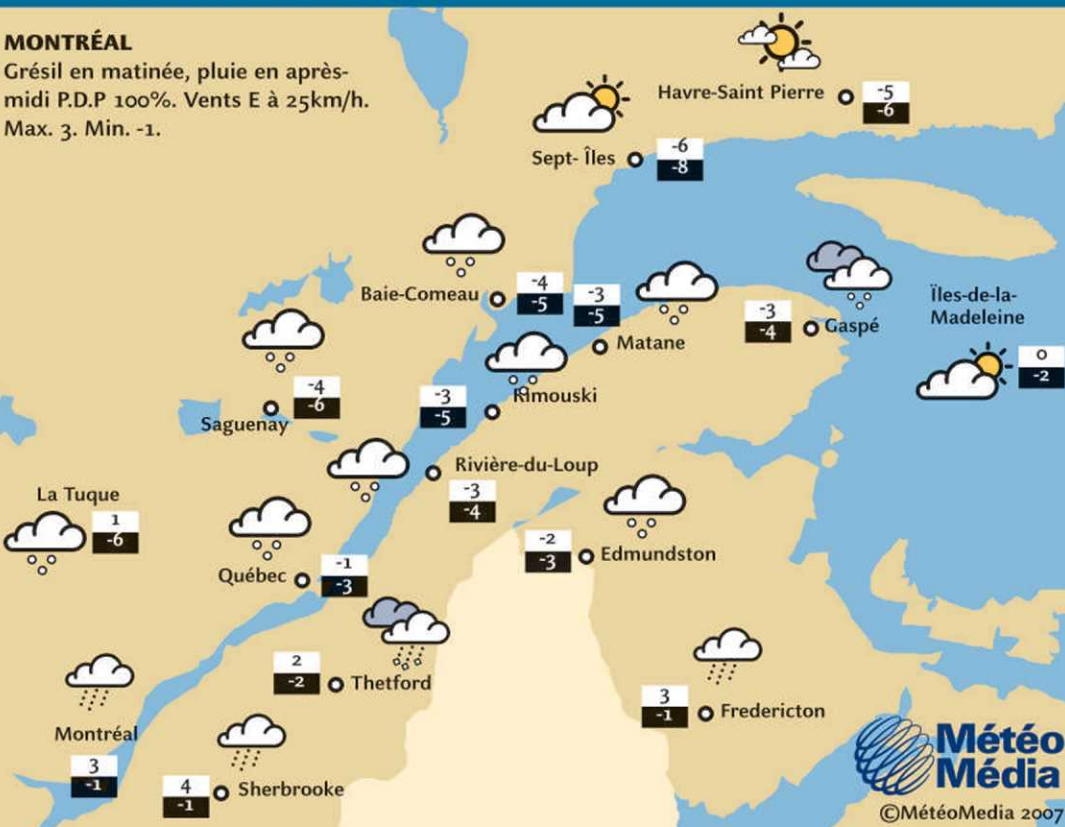 MONTRÉAL
Grésil en matinée, pluie en après-
midi P.D.P 100%. Vents E à 25km/h.
Max. 3. Min. -1.
Havre-Saint Pierre
-5
-6
Sept- Îles
-6
-8
Baie-Comeau
-4
-5
-3
-5
Matane
-3
-4
Gaspé
Îles-de-la-
Madeleine
0
-2
Saguenay
-4
-6
-3
-5
Rimouski
Rivière-du-Loup
-3
-4
La Tuque
1
-6
Québec
-1
-3
-2
-3
Edmundston
2
-2
Thetford
3
-1
Fredericton
Montréal
3
-1
4
-1
Sherbrooke
Météo
Média
©MétéoMedia 2007